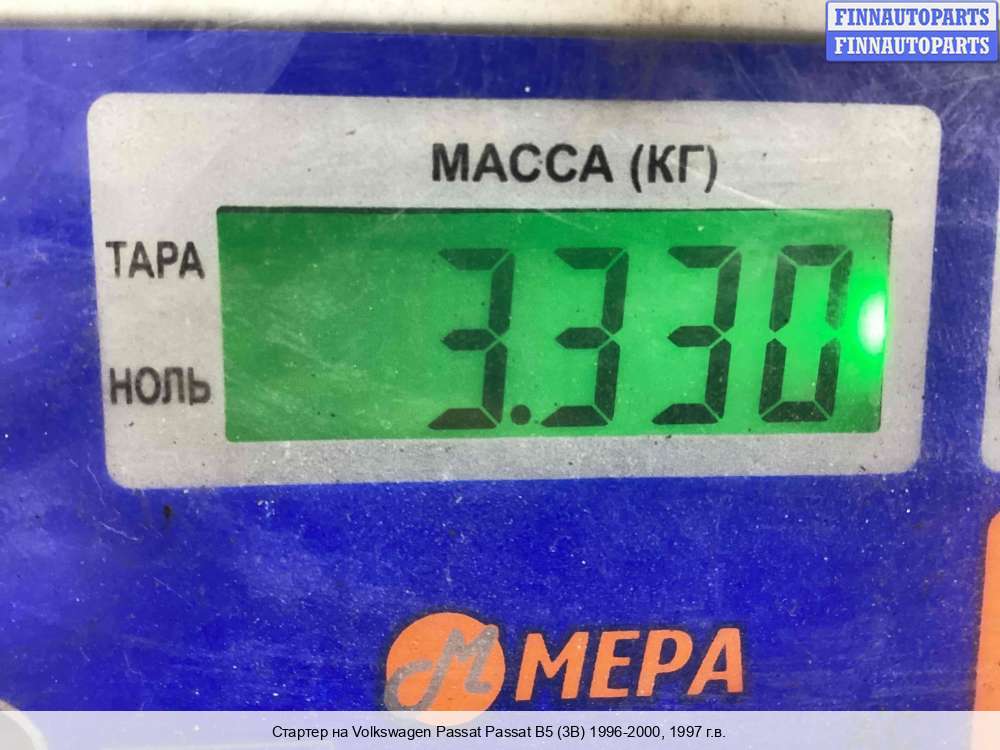 FINNAUTOPARTS
FINNAUTOPARTS
МАССА (КГ)
ТАРА
3.330
НОЛЬ
М МЕРА
Стартер на Volkswagen Passat Passat B5 (3B) 1996-2000, 1997 г.в.